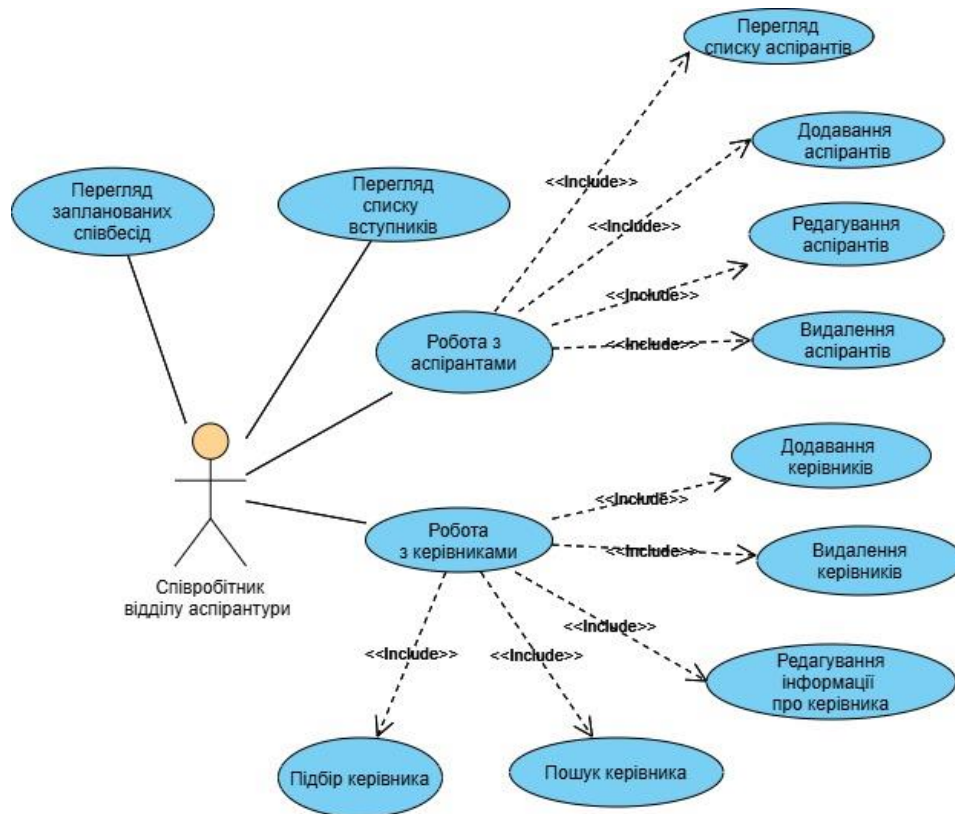 Перегляд
списку аспірантів
Додавання
аспірантів
<<Include>>
Перегляд
запланованих
співбесід
Перегляд
списку
вступників
<<Include>>
Редагування
аспірантів
<<Include>>
Робота з
аспірантами
<<Include>>
Видалення
аспірантів
Додавання
керівників
<<Include>>
Робота
з керівниками
<<Include>>
Видалення
керівників
Співробітник
відділу аспірантури
<<Include>>
<<Include>>
<<Include>>
Редагування
інформації
про керівника
Підбір керівника
Пошук керівника